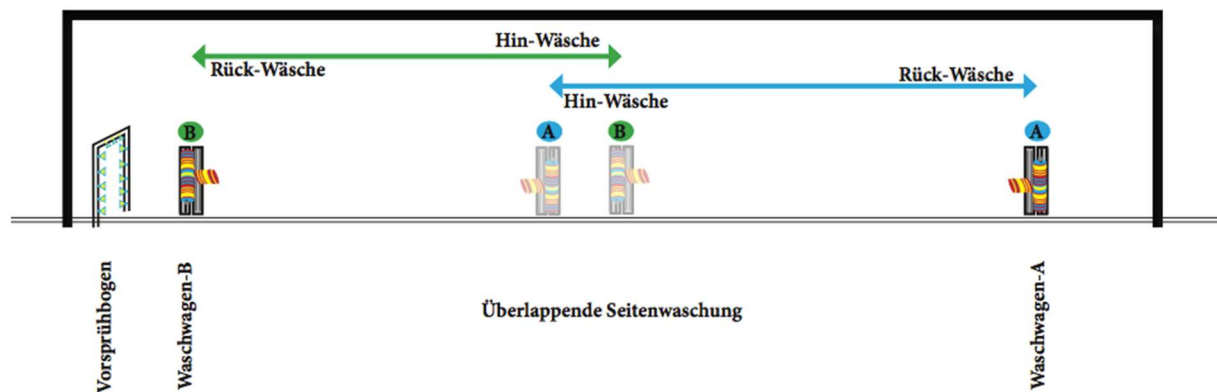 Hin-Wäsche
Rück-Wäsche
Rück-Wäsche
Hin-Wäsche
B
A
B
A
Vorsprühbogen
Waschwagen-B
Überlappende Seitenwaschung
Waschwagen-A